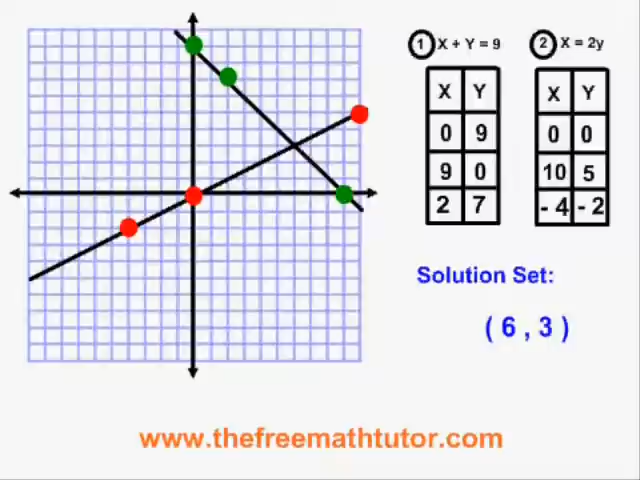 1 X + Y = 9
2 X = 2y
X Y
0 9
9 0
2 7
X Y
0 0
10 5
- 4 - 2
Solution Set:
( 6 , 3 )
www.thefreemathtutor.com